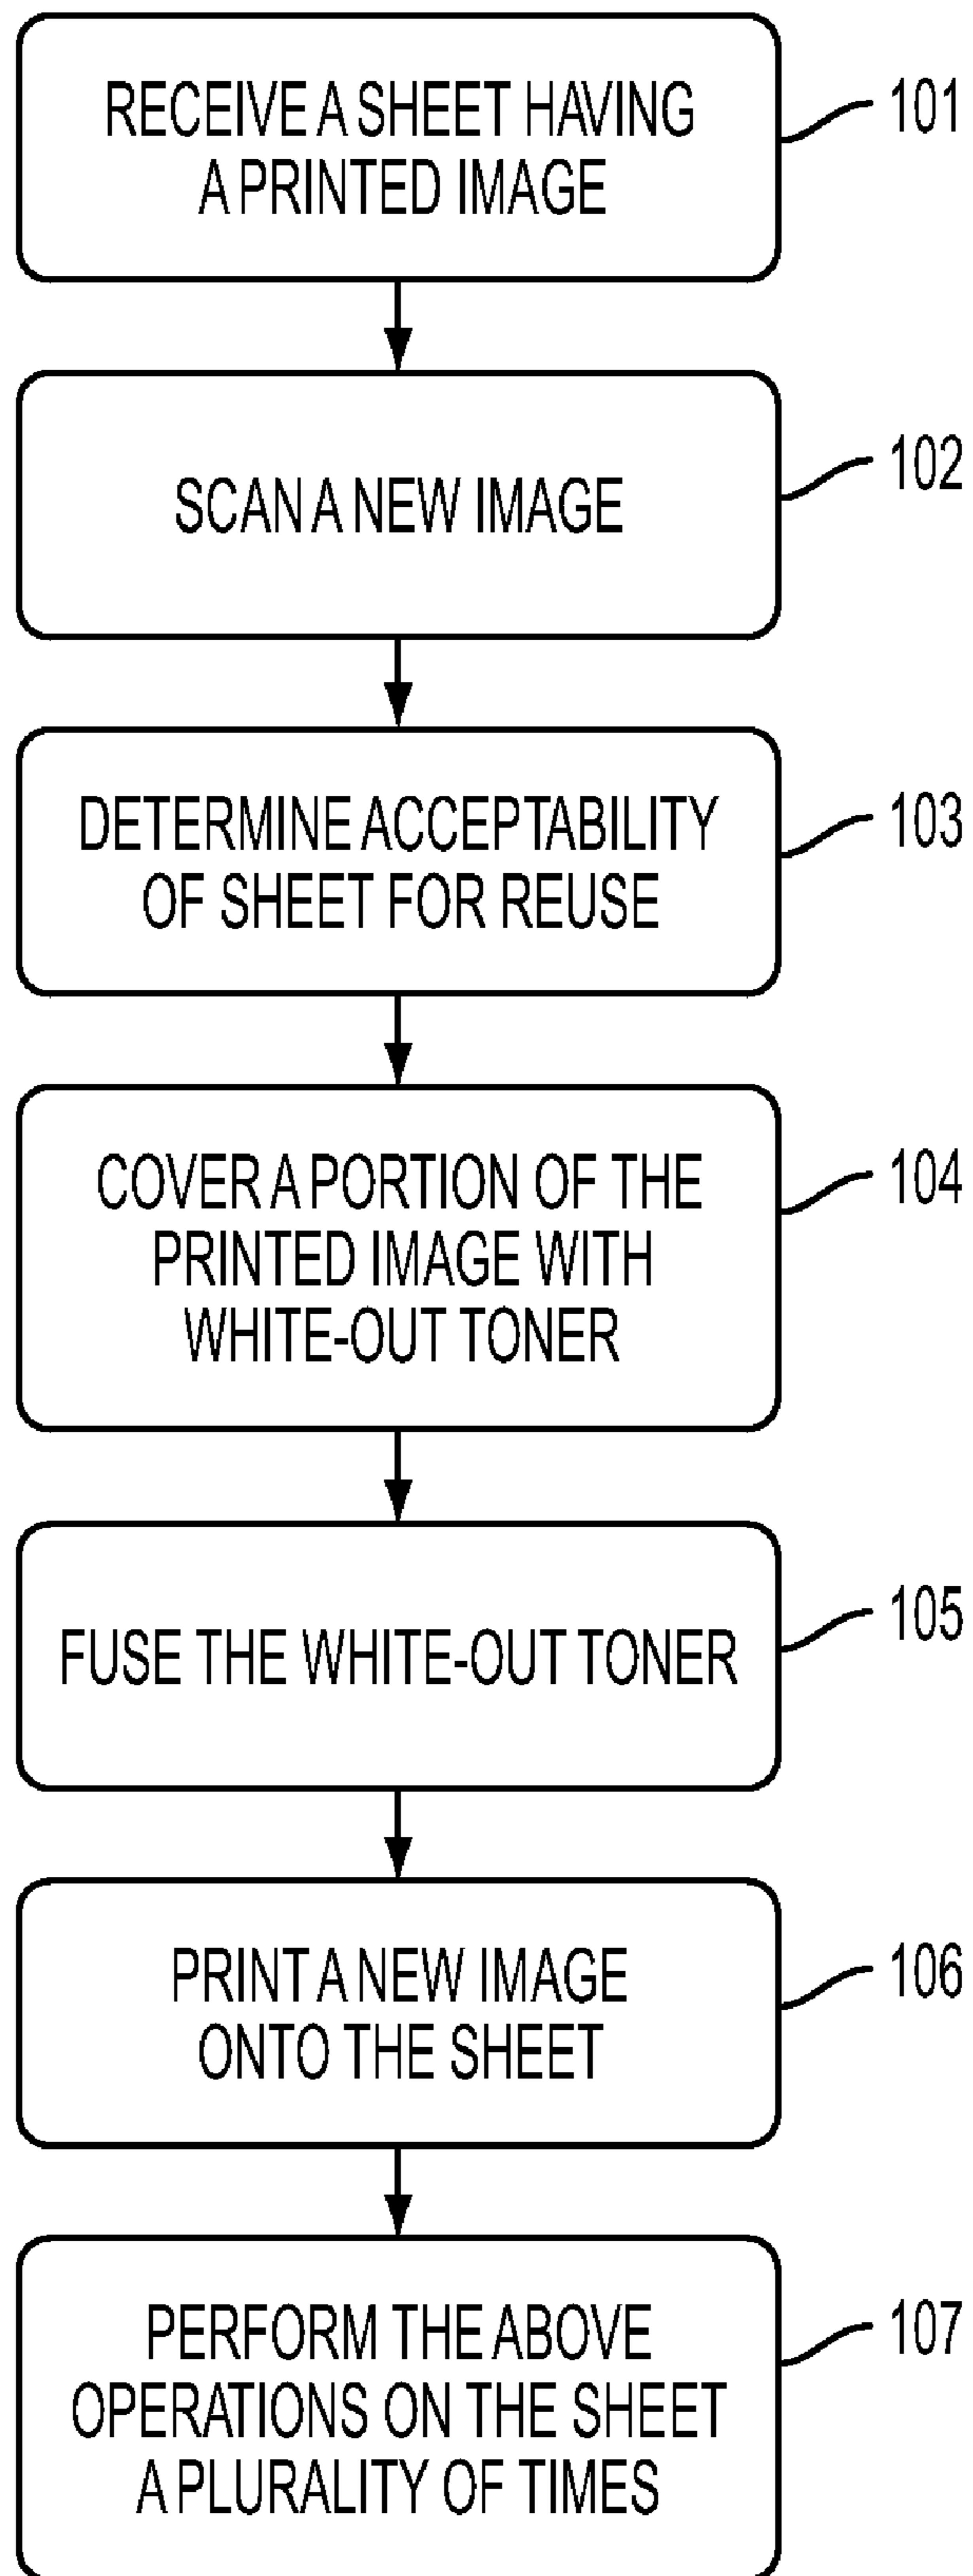 RECEIVE A SHEET HAVING
A PRINTED IMAGE
101
SCAN A NEW IMAGE
102
DETERMINE ACCEPTABILITY
OF SHEET FOR REUSE
103
COVER A PORTION OF THE
PRINTED IMAGE WITH
WHITE-OUT TONER
104
FUSE THE WHITE-OUT TONER
105
PRINT A NEW IMAGE
ONTO THE SHEET
106
PERFORM THE ABOVE
OPERATIONS ON THE SHEET
A PLURALITY OF TIMES
107